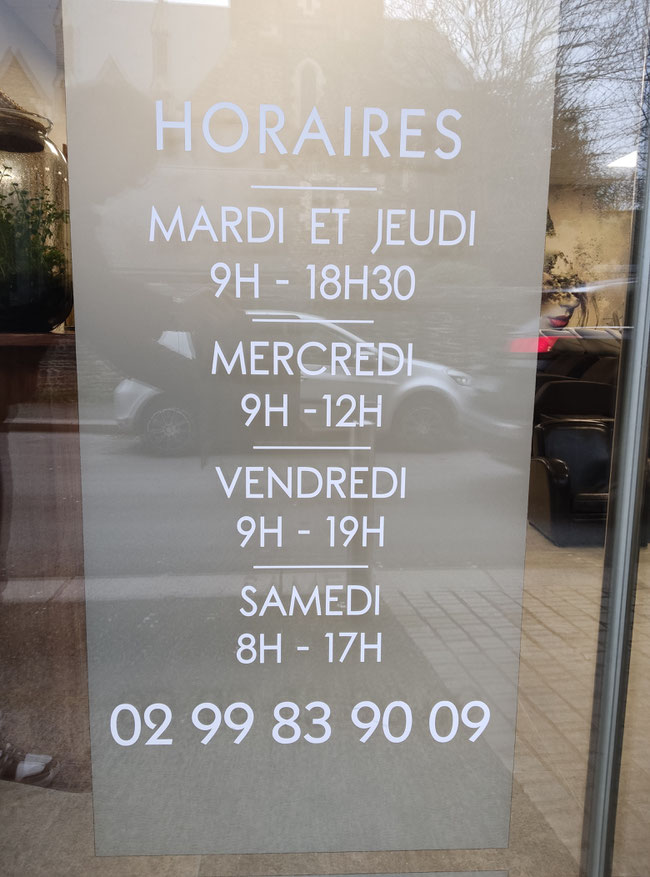 HORAIRES
MARDI ET JEUDI
9H - 18H30
MERCREDI
9H -12H
VENDREDI
9H - 19H
SAMEDI
8H - 17H
02 99 83 90 09